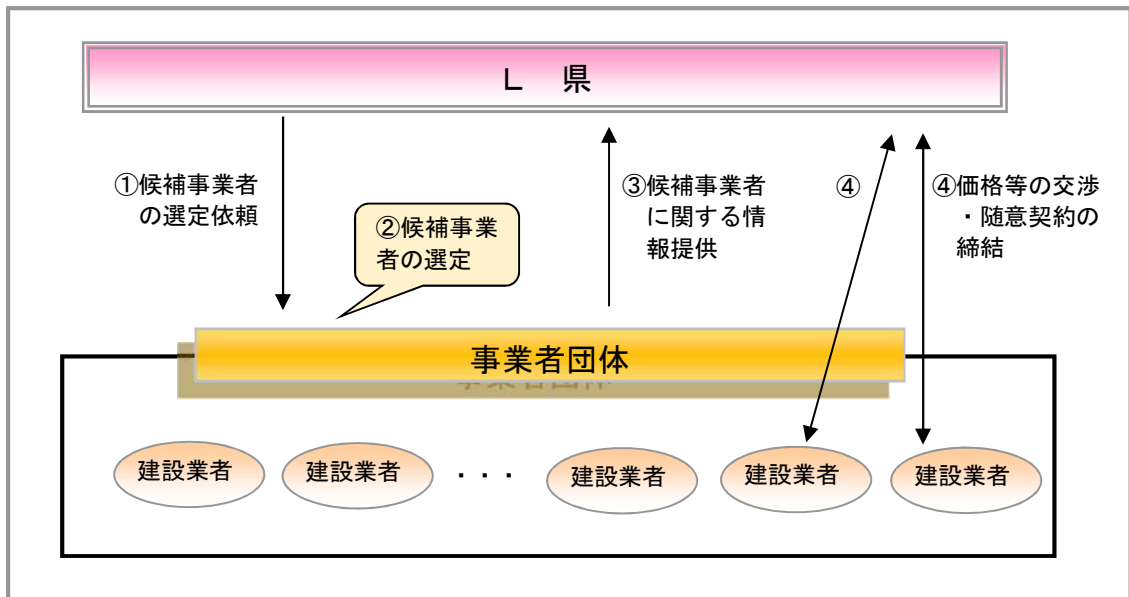 L 県
①候補事業者
の選定依頼
②候補事業
者の選定
③候補事業者
に関する情
報提供
④
④価格等の交渉
・随意契約の
締結
事業者団体
建設業者
建設業者
・・・
建設業者
建設業者
建設業者